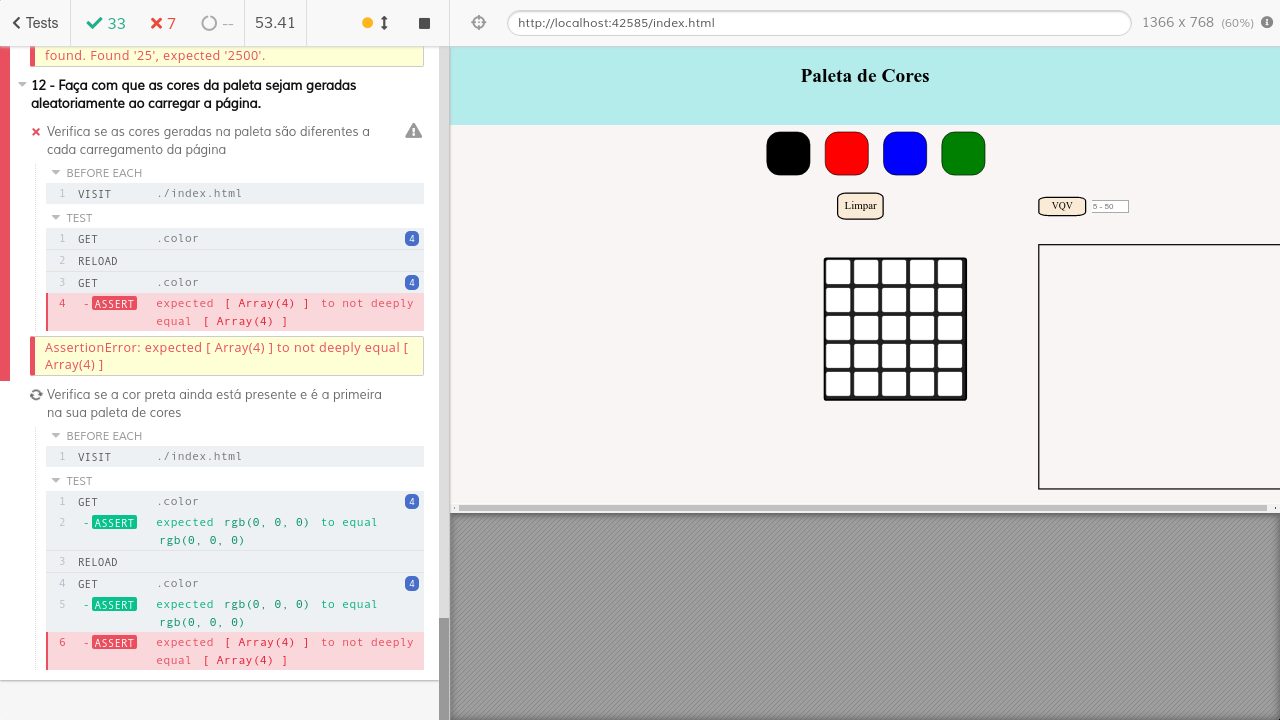 Tests
33
7
--
53.41
http://localhost:42585/index.html
1366 x 768 (60%)
found. Found '25', expected '2500'.
12 - Faça com que as cores da paleta sejam geradas
aleatoriamente ao carregar a página.
Verifica se as cores geradas na paleta são diferentes a
cada carregamento da página
BEFORE EACH
1 VISIT ./index.html
TEST
1 GET .color 4
2 RELOAD
3 GET .color 4
4 -ASSERT expected [ Array(4) ] to not deeply
equal [ Array(4) ]
AssertionError: expected [ Array(4) ] to not deeply equal [
Array(4) ]
Verifica se a cor preta ainda está presente e é a primeira
na sua paleta de cores
BEFORE EACH
1 VISIT ./index.html
TEST
1 GET .color 4
2 -ASSERT expected rgb(0, 0, 0) to equal
rgb(0, 0, 0)
3 RELOAD
4 GET .color 4
5 -ASSERT expected rgb(0, 0, 0) to equal
rgb(0, 0, 0)
6 -ASSERT expected [ Array(4) ] to not deeply
equal [ Array(4) ]
Paleta de Cores
Limpar
VQV
5 - 50